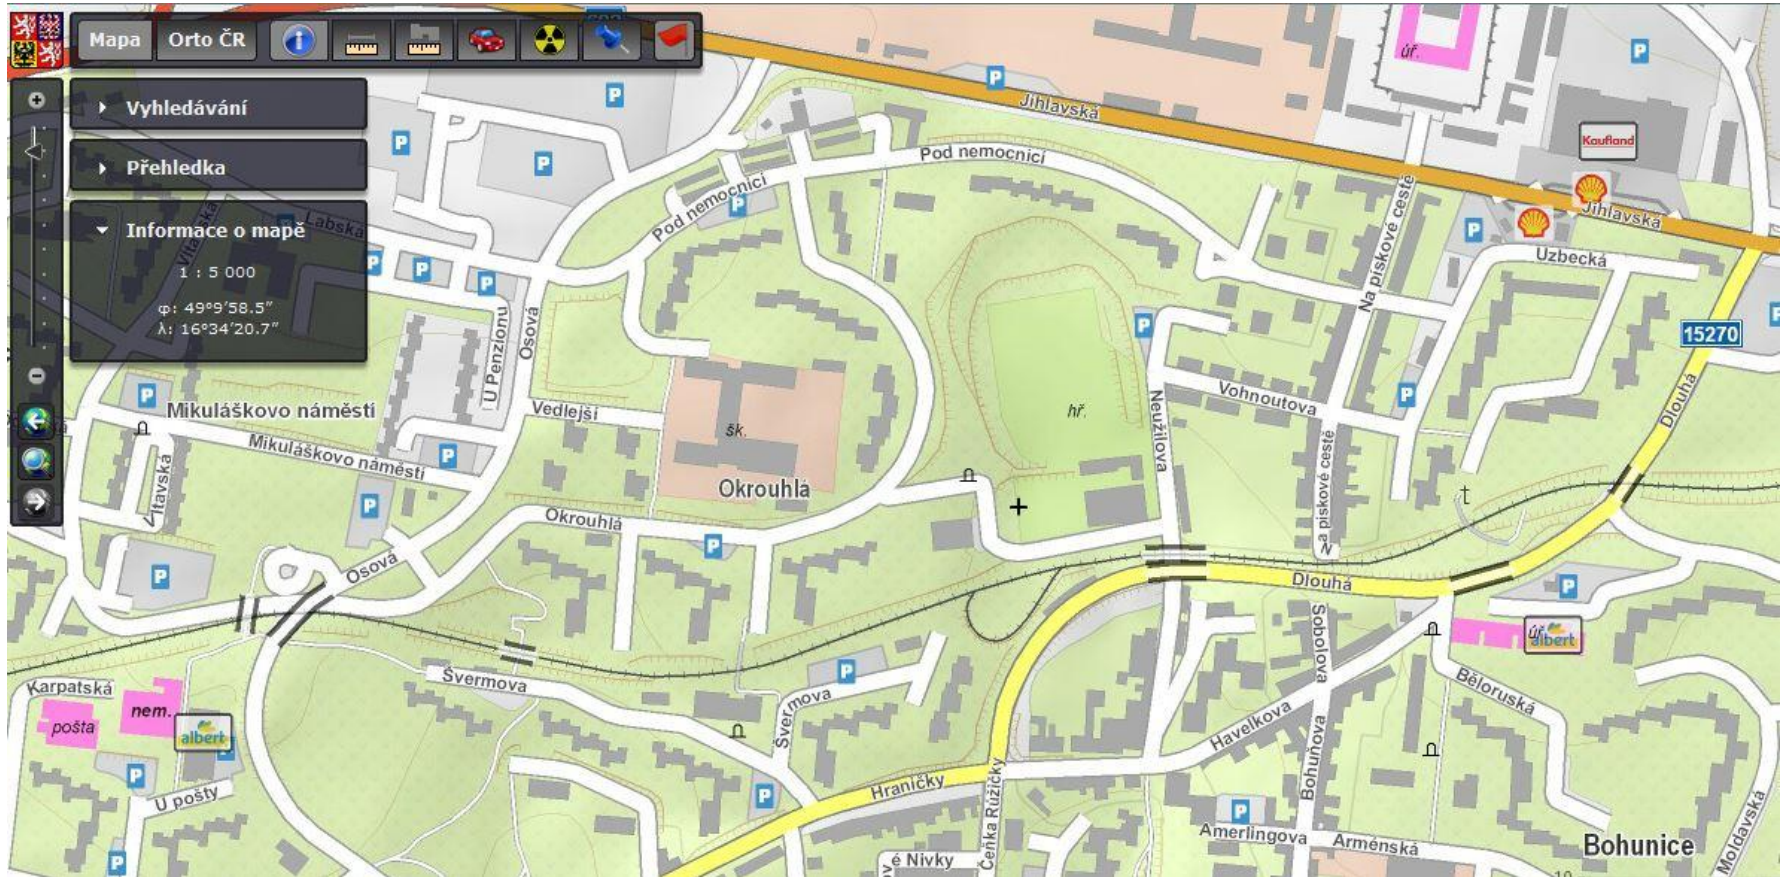 Mapa
Orto ČR
Vyhledávání
Přehledka
Informace o mapě
1 : 5 000
φ: 49°9′58.5″
λ: 16°34′20.7″
Jihlavská
úř.
P
Kaufland
Pod nemocnicí
Pod nemocnicí
Na pískové cestě
Jihlavská
Uzbecká
Labská
Vltavská
Osová
U Penzionu
15270
Dlouhá
Mikuláškovo náměstí
Vedlejší
šk.
hř.
Neužilova
Vohnoutova
Mikuláškovo náměstí
Vltavská
Okrouhlá
Okrouhlá
Na pískové cestě
Osová
Dlouhá
úř.
albert
Sobolova
Karpatská
pošta
nem.
albert
Švermova
Švermova
Běloruská
Havelkova
Bohuňova
U pošty
Hraničky
Čeňka Růžičky
é Nivky
Amerlingova
Arménská
Bohunice
Moldavská